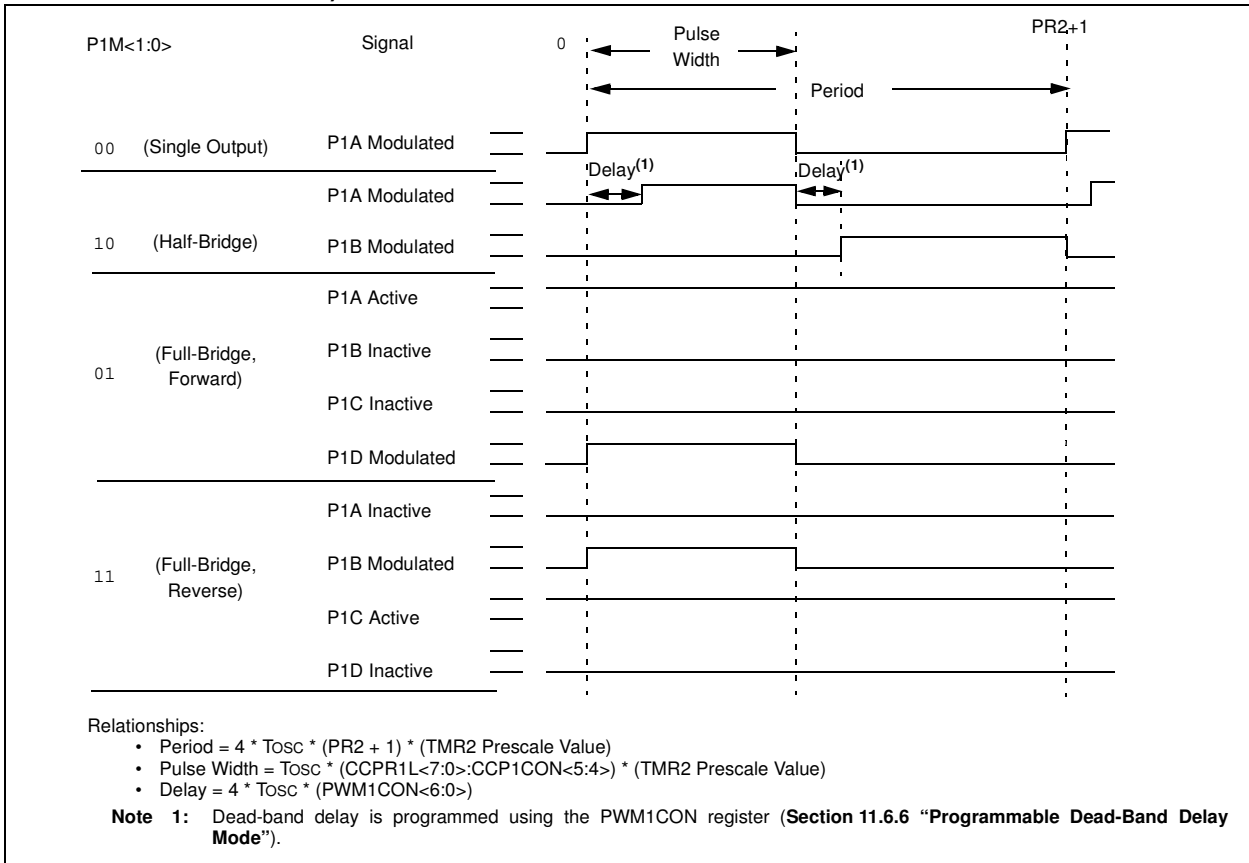 P1M<1:0> Signal 0 Pulse Width PR2+1
Period
00 (Single Output) P1A Modulated
Delay(1) Delay(1)
P1A Modulated
10 (Half-Bridge) P1B Modulated
P1A Active
P1B Inactive
01 (Full-Bridge, Forward)
P1C Inactive
P1D Modulated
P1A Inactive
P1B Modulated
11 (Full-Bridge, Reverse)
P1C Active
P1D Inactive
Relationships:
• Period = 4 * TOSC * (PR2 + 1) * (TMR2 Prescale Value)
• Pulse Width = TOSC * (CCPR1L<7:0>:CCP1CON<5:4>) * (TMR2 Prescale Value)
• Delay = 4 * TOSC * (PWM1CON<6:0>)
Note 1: Dead-band delay is programmed using the PWM1CON register (Section 11.6.6 “Programmable Dead-Band Delay
Mode”).